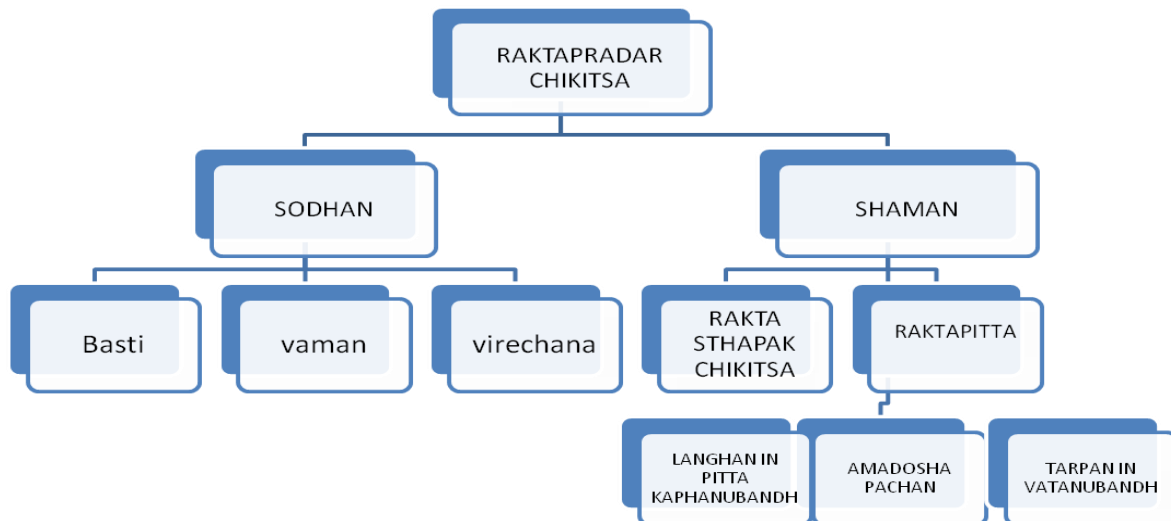 RAKTAPRADAR
CHIKITSA
SODHAN
SHAMAN
Basti
vaman
virechana
RAKTA
STHAPAK
CHIKITSA
RAKTAPITTA
LANGHAN IN
PITTA
KAPHANUBANDH
AMADOSHA
PACHAN
TARPAN IN
VATANUBANDH